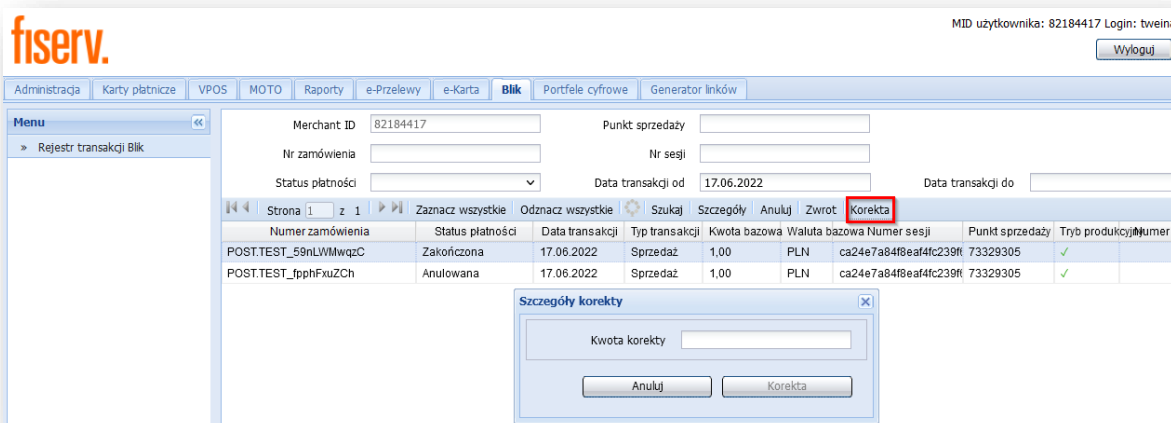 MID użytkownika: 82184417 Login: twein
fiserv.
Wyloguj
Administracja Karty płatnicze VPOS MOTO Raporty e-Przelewy e-Karta Blik Portfele cyfrowe Generator linków
Menu
» Rejestr transakcji Blik
Merchant ID 82184417 Punkt sprzedaży
Nr zamówienia Nr sesji
Status płatności Data transakcji od 17.06.2022 Data transakcji do
Strona 1 z 1 Zaznacz wszystkie Odznacz wszystkie Szukaj Szczegóły Anuluj Zwrot Korekta
Numer zamówienia Status płatności Data transakcji Typ transakcji Kwota bazowa Waluta bazowa Numer sesji Punkt sprzedaży Tryb produkcyjny
POST.TEST_59nLWMwqzC Zakończona 17.06.2022 Sprzedaż 1,00 PLN ca24e7a84f8eaf4fc239f 73329305 ✓
POST.TEST_fpphFxuZCh Anulowana 17.06.2022 Sprzedaż 1,00 PLN ca24e7a84f8eaf4fc239f 73329305 ✓
Szczegóły korekty
Kwota korekty
Anuluj Korekta